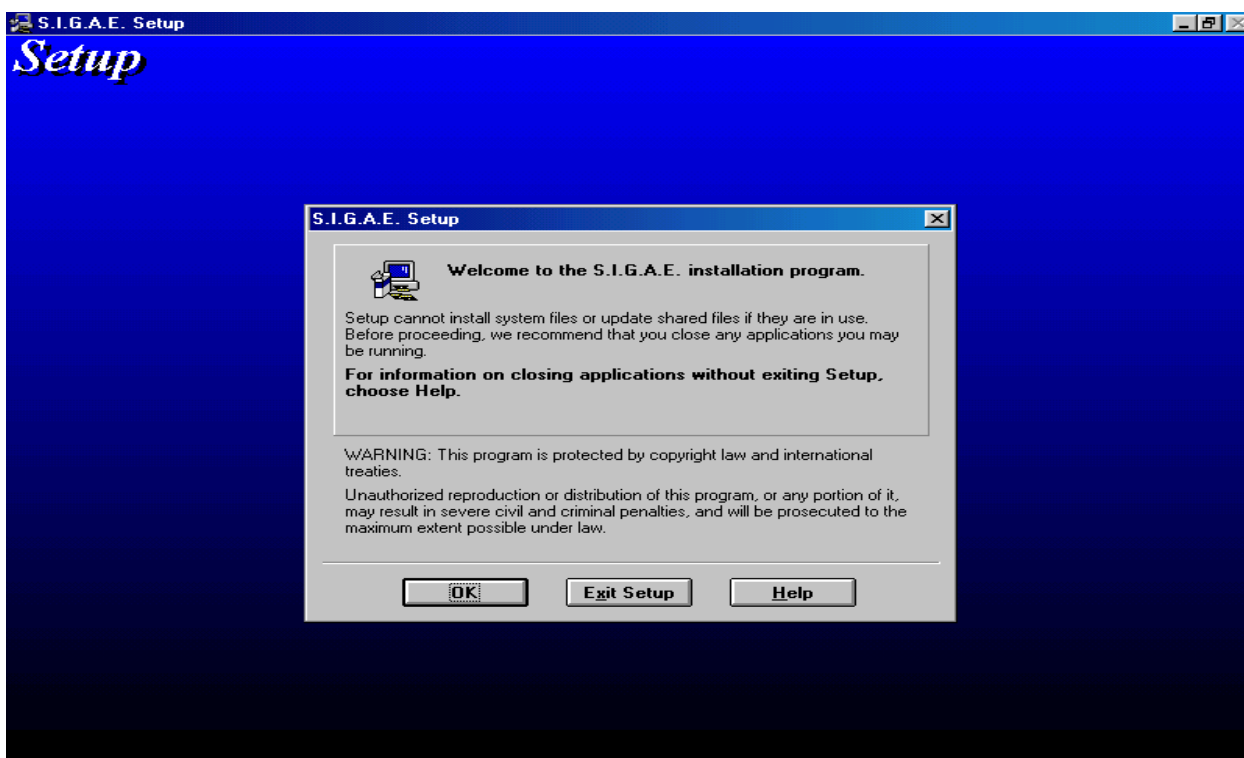 S.I.G.A.E. Setup
Setup
S.I.G.A.E. Setup
Welcome to the S.I.G.A.E. installation program.
Setup cannot install system files or update shared files if they are in use.
Before proceeding, we recommend that you close any applications you may
be running.
For information on closing applications without exiting Setup,
choose Help.
WARNING: This program is protected by copyright law and international
treaties.
Unauthorized reproduction or distribution of this program, or any portion of it,
may result in severe civil and criminal penalties, and will be prosecuted to the
maximum extent possible under law.
OK Exit Setup Help